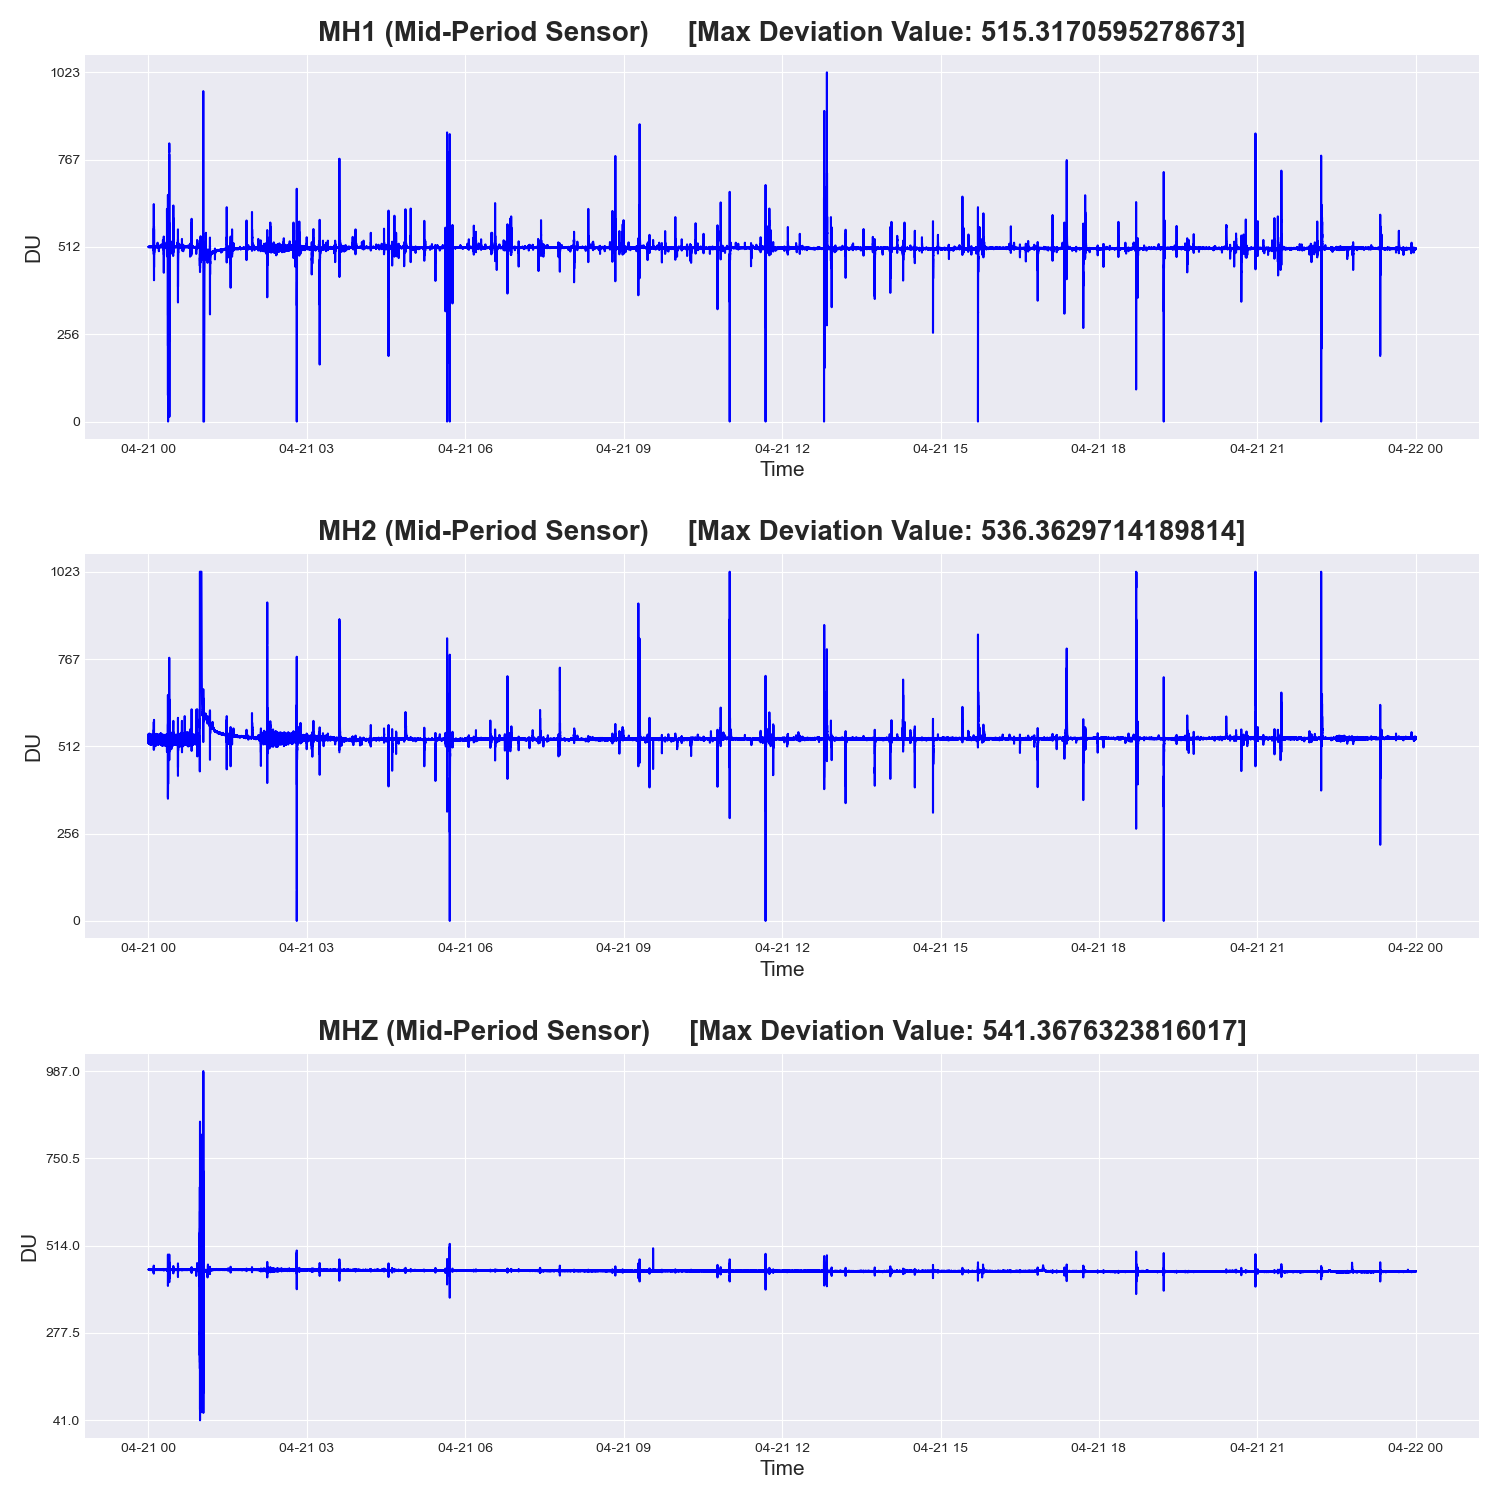 MH1 (Mid-Period Sensor) [Max Deviation Value: 515.3170595278673]
1023
767
512
256
0
DU
04-21 00 04-21 03 04-21 06 04-21 09 04-21 12 04-21 15 04-21 18 04-21 21 04-22 00
Time
MH2 (Mid-Period Sensor) [Max Deviation Value: 536.3629714189814]
1023
767
512
256
0
DU
04-21 00 04-21 03 04-21 06 04-21 09 04-21 12 04-21 15 04-21 18 04-21 21 04-22 00
Time
MHZ (Mid-Period Sensor) [Max Deviation Value: 541.3676323816017]
987.0
750.5
514.0
277.5
41.0
DU
04-21 00 04-21 03 04-21 06 04-21 09 04-21 12 04-21 15 04-21 18 04-21 21 04-22 00
Time